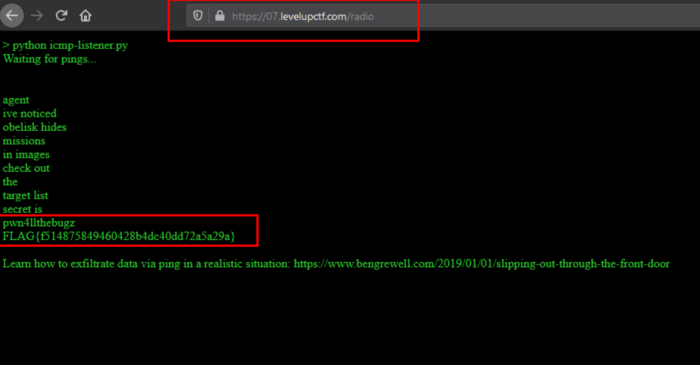 https://07.levelupctf.com/radio
> python icmp-listener.py
Waiting for pings...
agent
ive noticed
obelisk hides
missions
in images
check out
the
target list
secret is
pwn4llthebugz
FLAG{f514875849460428b4dc40dd72a5a29a}
Learn how to exfiltrate data via ping in a realistic situation: https://www.bengrewell.com/2019/01/01/slipping-out-through-the-front-door